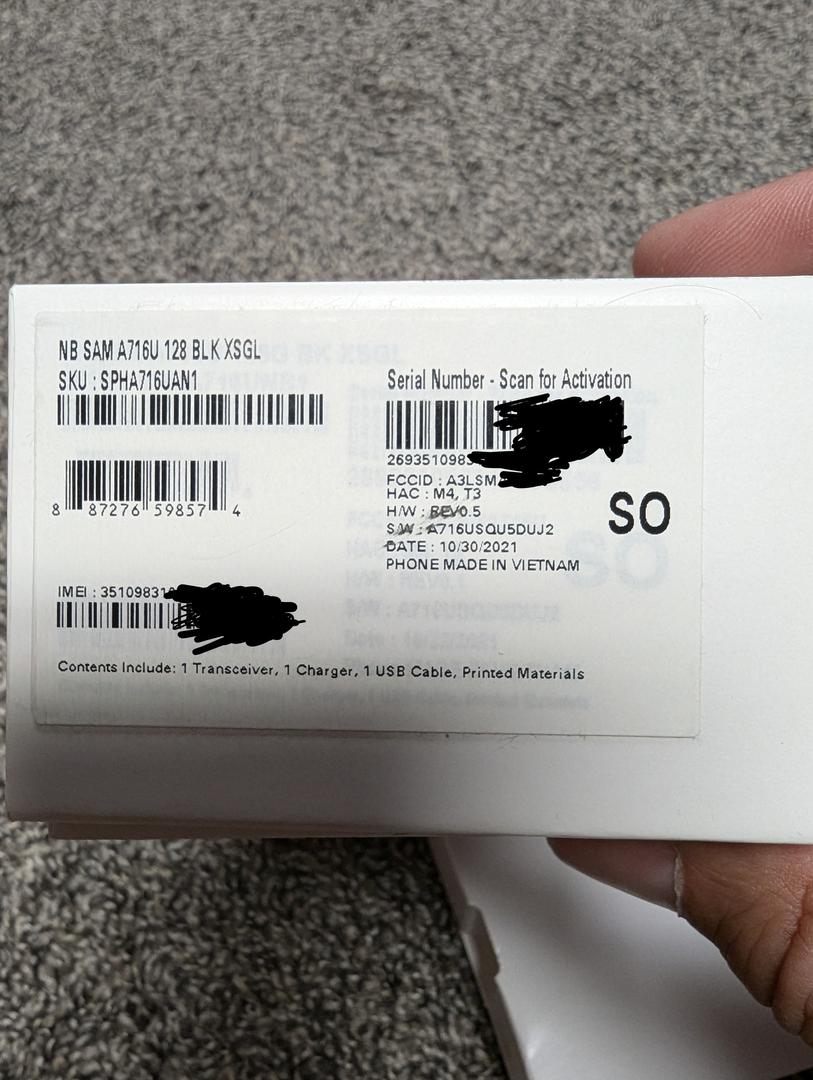 NB SAM A716U 128 BLK XSGL
SKU : SPHA716UAN1
8 87276 59857 4
IMEI : 35109831
Serial Number - Scan for Activation
2693510983
FCCID : A3LSM
HAC : M4, T3
H/W : REV0.5
S/W : A716USQU5DUJ2
DATE : 10/30/2021
PHONE MADE IN VIETNAM
SO
Contents Include: 1 Transceiver, 1 Charger, 1 USB Cable, Printed Materials